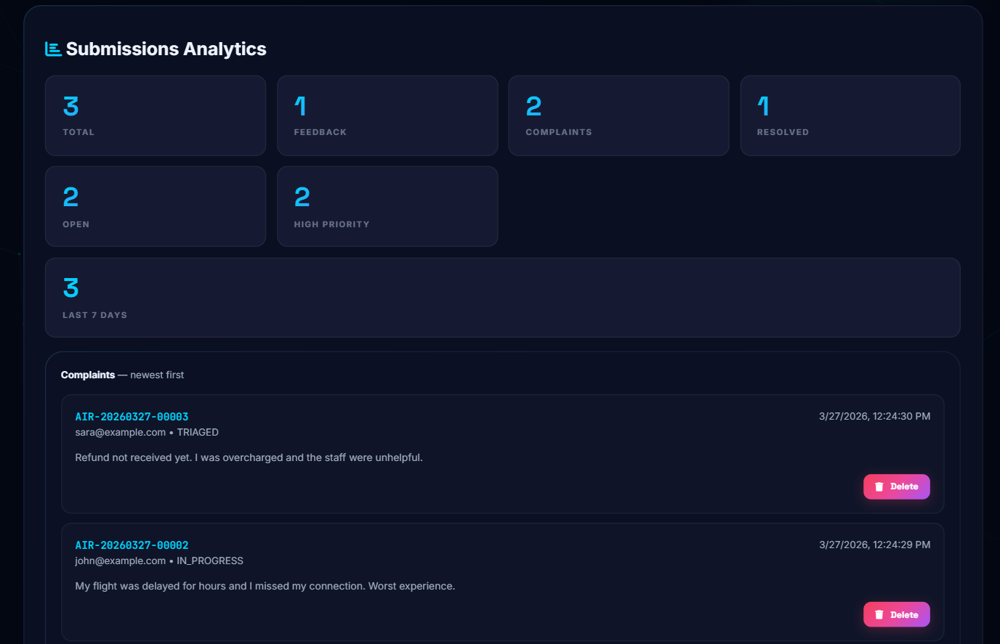 Submissions Analytics
3
TOTAL
1
FEEDBACK
2
COMPLAINTS
1
RESOLVED
2
OPEN
2
HIGH PRIORITY
3
LAST 7 DAYS
Complaints — newest first
AIR-20260327-00003
3/27/2026, 12:24:30 PM
sara@example.com • TRIAGED
Refund not received yet. I was overcharged and the staff were unhelpful.
Delete
AIR-20260327-00002
3/27/2026, 12:24:29 PM
john@example.com • IN_PROGRESS
My flight was delayed for hours and I missed my connection. Worst experience.
Delete